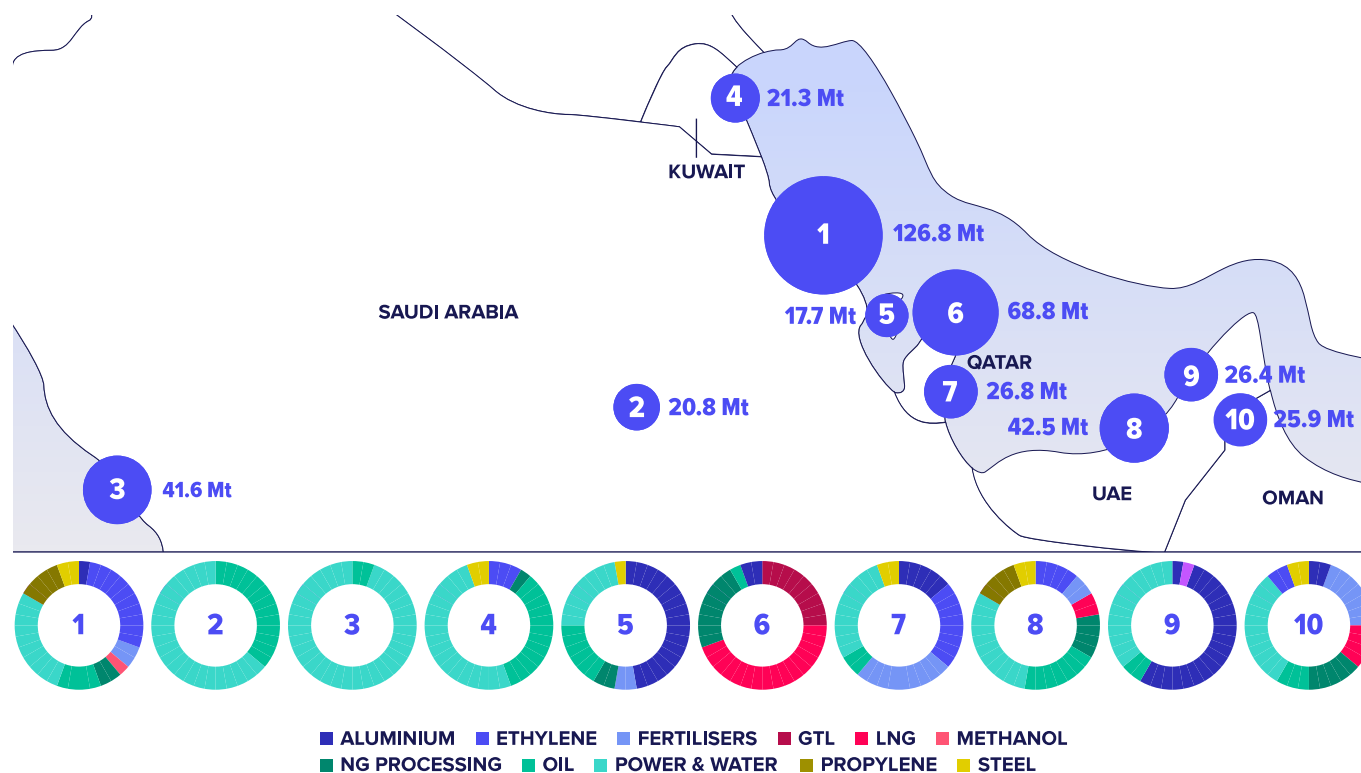 4 21.3 Mt
KUWAIT
1 126.8 Mt
SAUDI ARABIA
17.7 Mt 5 6 68.8 Mt
QATAR
9 26.4 Mt
7 26.8 Mt
2 20.8 Mt
42.5 Mt 8 10 25.9 Mt
3 41.6 Mt
UAE
OMAN
1 2 3 4 5 6 7 8 9 10
ALUMINIUM ETHYLENE FERTILISERS GTL LNG METHANOL
NG PROCESSING OIL POWER & WATER PROPYLENE STEEL